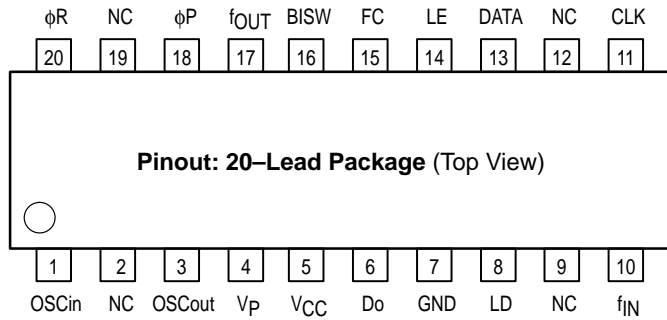 ϕR NC ϕP fOUT BISW FC LE DATA NC CLK
20 19 18 17 16 15 14 13 12 11
Pinout: 20–Lead Package (Top View)
1 2 3 4 5 6 7 8 9 10
OSCin NC OSCout VP VCC Do GND LD NC fIN